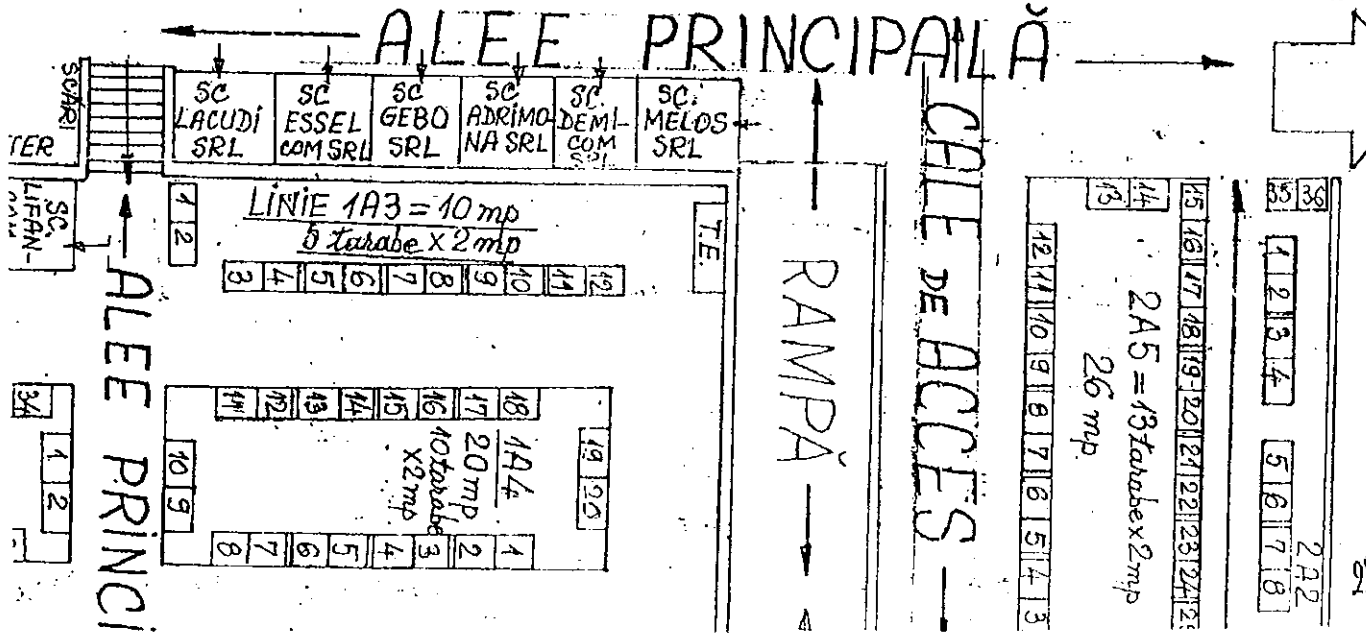 ALEE PRINCIPALĂ
SCĂRI
TER
SC LACUDI SRL
SC ESSEL COM SRL
SC GEBO SRL
SC ADRIMO-
NA SRL
SC. DEMI-
COM
SRL
SC. MELOS SRL
SC.
LIFAN-
1 2
LINIE 1A3 = 10 mp
5 tarabe x 2 mp
3 4 5 6 7 8 9 10 11 12
T.E.
ALEE PRINCI
RAMPĂ
CALE DE ACCES
34
1 2
10 9
11 12 13 14 15 16 17 18
1A4
20 mp
10 tarabe
x2 mp
19 20
8 7 6 5 4 3 2 1
13 14
12 11 10 9 8 7 6 5 4 3
2A5 = 13 tarabe x 2 mp
26 mp
15 16 17 18 19 20 21 22 23 24 25
35 36
1 2 3 4
5 6 7 8
2A2